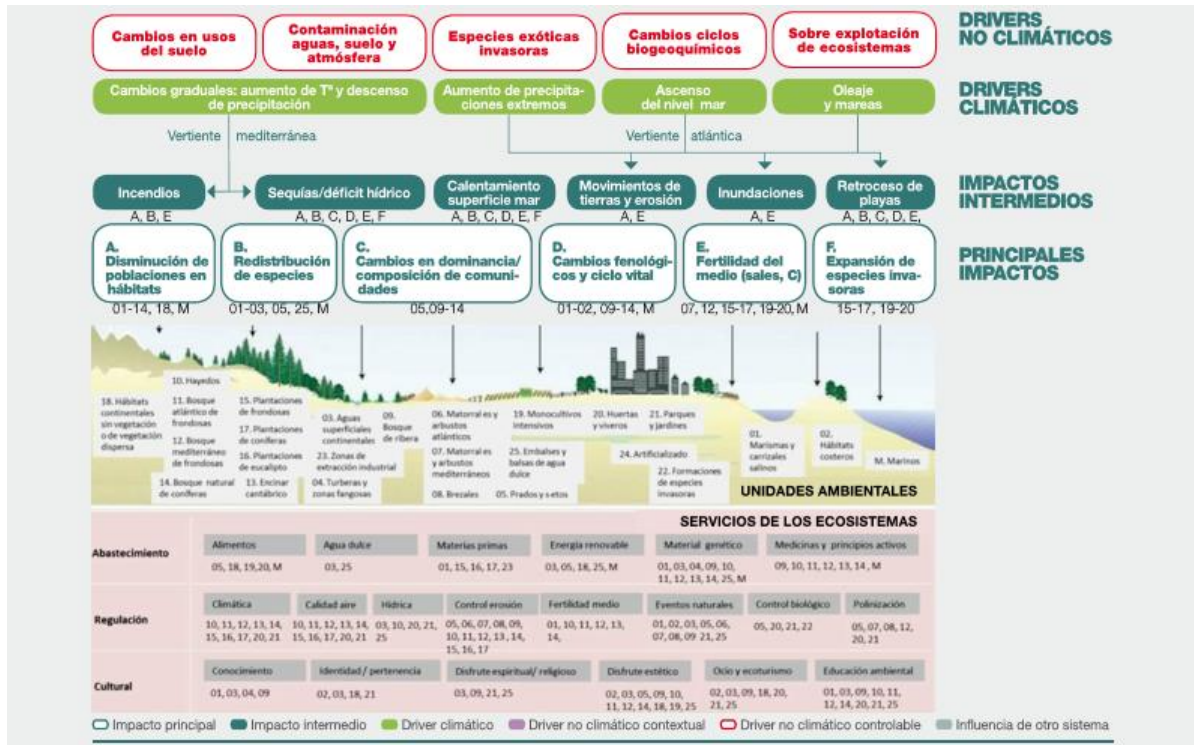 Cambios en usos
del suelo
Contaminación
aguas, suelo y
atmósfera
Especies exóticas
invasoras
Cambios ciclos
biogeoquímicos
Sobre explotación
de ecosistemas
DRIVERS
NO CLIMÁTICOS
Cambios graduales: aumento de Tª y descenso
de precipitación
Aumento de precipita-
ciones extremos
Ascenso
del nivel mar
Oleaje
y mareas
DRIVERS
CLIMÁTICOS
Vertiente mediterránea
Vertiente atlántica
Incendios
Sequías/déficit hídrico
Calentamiento
superficie mar
Movimientos de
tierras y erosión
Inundaciones
Retroceso de
playas
IMPACTOS
INTERMEDIOS
A, B, E
A, B, C, D, E, F
A, B, C, D, E, F
A, E
A, E
A, B, C, D, E,
A.
Disminución de
poblaciones en
hábitats
B.
Redistribución
de especies
C.
Cambios en dominancia/
composición de comuni-
dades
D.
Cambios fenológi-
cos y ciclo vital
E.
Fertilidad del
medio (sales, C)
F.
Expansión de
especies inva-
soras
PRINCIPALES
IMPACTOS
01-14, 18, M
01-03, 05, 25, M
05,09-14
01-02, 09-14, M
07, 12, 15-17, 19-20, M
15-17, 19-20
10. Hayedos
18. Hábitats
continentales
sin vegetación
o de vegetación
dispersa
11. Bosque
atlántico de
frondosas
12. Bosque
mediterráneo
de frondosas
14. Bosque natural
de coníferas
15. Plantaciones
de frondosas
17. Plantaciones
de coníferas
16. Plantaciones
de eucalipto
13. Encinar
cantábrico
03. Aguas
superficiales
continentales
23. Zonas de
extracción industrial
04. Turberas y
zonas fangosas
09.
Bosque
de ribera
06. Matorrales y
arbustos
atlánticos
07. Matorrales
y arbustos
mediterráneos
08. Brezales
19. Monocultivos
intensivos
25. Embalses y
balsas de agua
dulce
05. Prados y setos
20. Huertas
y viveros
21. Parques
y jardines
24. Artificializado
22. Formaciones
de especies
invasoras
01.
Marismas y
carrizales
salinos
02.
Hábitats
costeros
M. Marinos
UNIDADES AMBIENTALES
SERVICIOS DE LOS ECOSISTEMAS
Abastecimiento
Alimentos
Agua dulce
Materias primas
Energía renovable
Material genético
Medicinas y principios activos
05, 18, 19,20, M
03, 25
01, 15, 16, 17, 23
03, 05, 18, 25, M
01, 03, 04, 09, 10,
11, 12, 13, 14, 25, M
09, 10, 11, 12, 13, 14 , M
Regulación
Climática
Calidad aire
Hídrica
Control erosión
Fertilidad medio
Eventos naturales
Control biológico
Polinización
10, 11, 12, 13, 14,
15, 16, 17, 20, 21
10, 11, 12, 13, 14,
15, 16, 17, 20, 21
03, 10, 20, 21,
25
05, 06, 07, 08, 09,
10, 11, 12, 13, 14,
15, 16, 17
01, 10, 11, 12, 13,
14,
01, 02, 03, 05, 06,
07, 08, 09 21, 25
05, 20, 21, 22
05, 07, 08, 12,
20, 21
Cultural
Conocimiento
Identidad / pertenencia
Disfrute espiritual/ religioso
Disfrute estético
Ocio y ecoturismo
Educación ambiental
01, 03, 04, 09
02, 03, 18, 21
03, 09, 21, 25
02, 03, 05, 09, 10,
11, 12, 14, 18, 19, 25
02, 03, 09, 18, 20,
21, 25
01, 03, 09, 10, 11,
12, 14, 20, 21, 25
Impacto principal
Impacto intermedio
Driver climático
Driver no climático contextual
Driver no climático controlable
Influencia de otro sistema